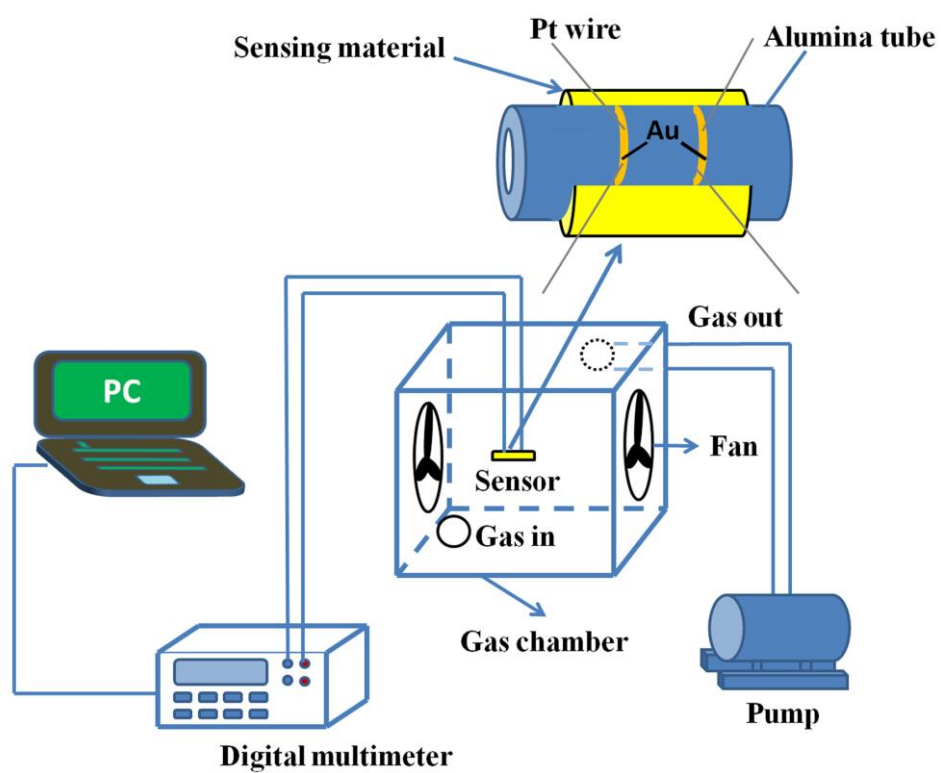 Pt wire
Sensing material
Alumina tube
Au
Gas out
PC
Fan
Sensor
Gas in
Gas chamber
Pump
Digital multimeter